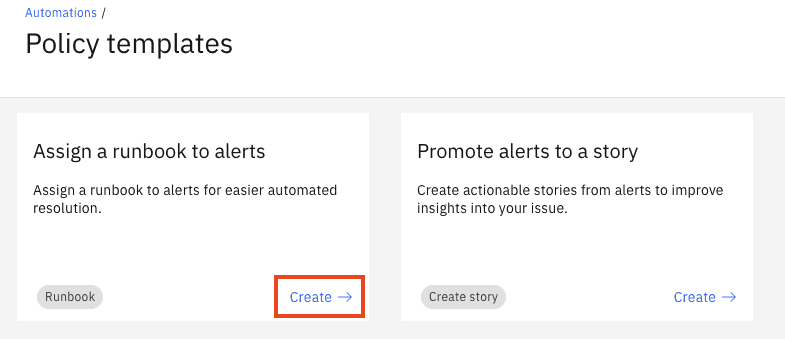 Automations /
Policy templates
Assign a runbook to alerts
Assign a runbook to alerts for easier automated
resolution.
Runbook
Create →
Promote alerts to a story
Create actionable stories from alerts to improve
insights into your issue.
Create story
Create →